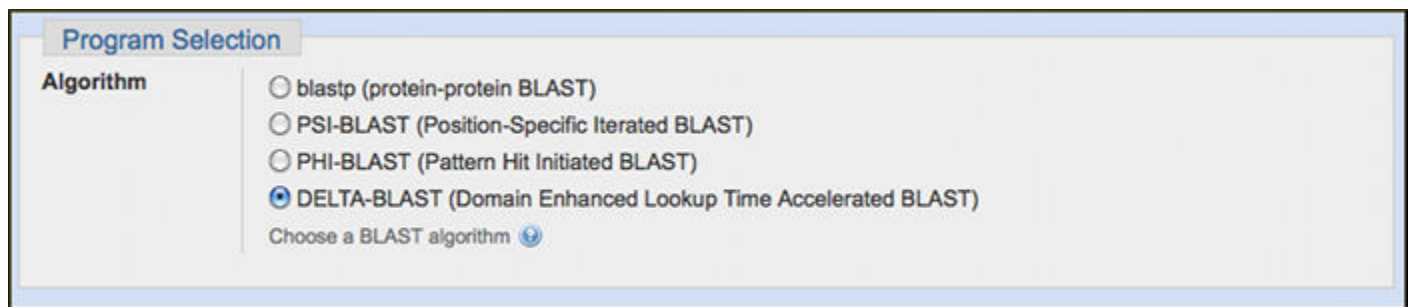 Program Selection
Algorithm
blastp (protein-protein BLAST)
PSI-BLAST (Position-Specific Iterated BLAST)
PHI-BLAST (Pattern Hit Initiated BLAST)
DELTA-BLAST (Domain Enhanced Lookup Time Accelerated BLAST)
Choose a BLAST algorithm ?